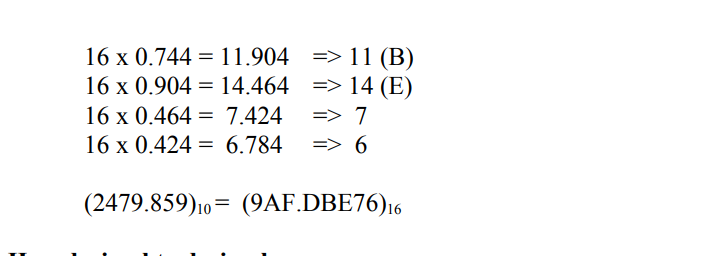 16 x 0.744 = 11.904 => 11 (B)
16 x 0.904 = 14.464 => 14 (E)
16 x 0.464 = 7.424 => 7
16 x 0.424 = 6.784 => 6
(2479.859)₁₀ = (9AF.DBE76)₁₆